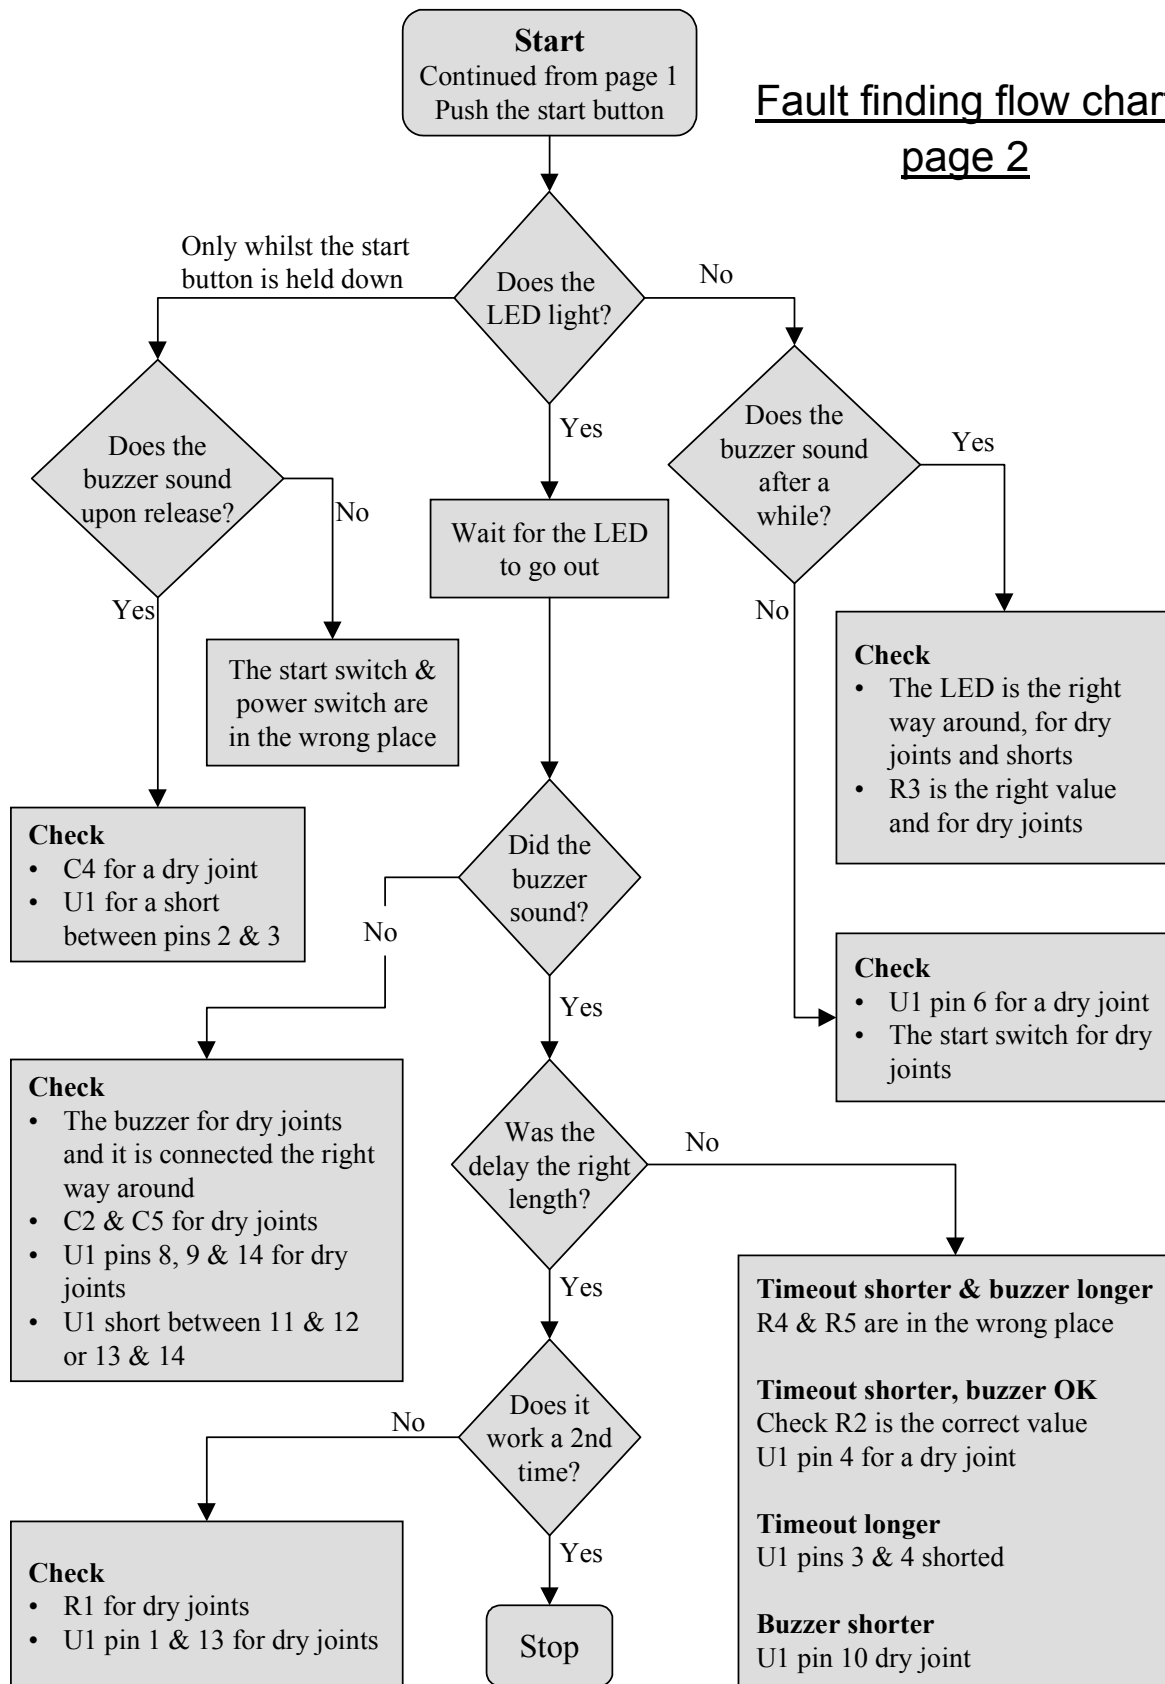 Start
Continued from page 1
Push the start button
Fault finding flow chart
page 2
Only whilst the start
button is held down
Does the
LED light?
No
Yes
Does the
buzzer sound
upon release?
No
Yes
Wait for the LED
to go out
Does the
buzzer sound
after a
while?
Yes
No
The start switch &
power switch are
in the wrong place
Check
• The LED is the right
way around, for dry
joints and shorts
• R3 is the right value
and for dry joints
Check
• C4 for a dry joint
• U1 for a short
between pins 2 & 3
Did the
buzzer
sound?
No
Yes
Check
• U1 pin 6 for a dry joint
• The start switch for dry
joints
Check
• The buzzer for dry joints
and it is connected the right
way around
• C2 & C5 for dry joints
• U1 pins 8, 9 & 14 for dry
joints
• U1 short between 11 & 12
or 13 & 14
Was the
delay the right
length?
No
Yes
Timeout shorter & buzzer longer
R4 & R5 are in the wrong place
Timeout shorter, buzzer OK
Check R2 is the correct value
U1 pin 4 for a dry joint
Timeout longer
U1 pins 3 & 4 shorted
Buzzer shorter
U1 pin 10 dry joint
Does it
work a 2nd
time?
No
Yes
Check
• R1 for dry joints
• U1 pin 1 & 13 for dry joints
Stop